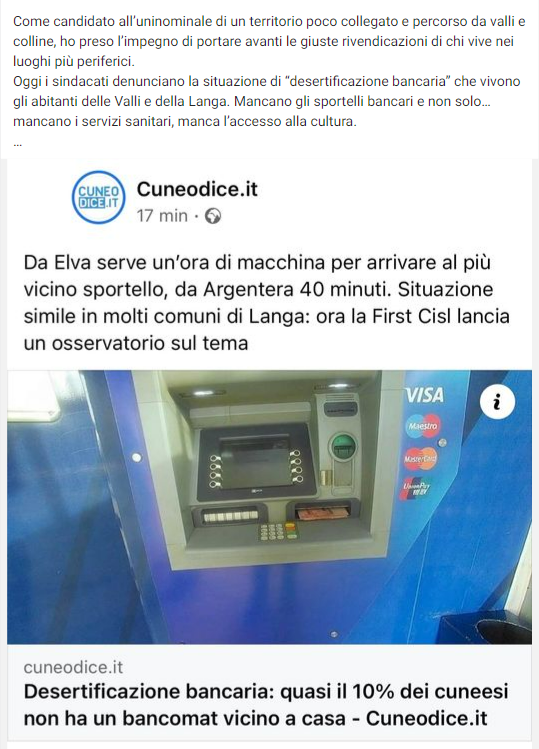 Come candidato all’uninominale di un territorio poco collegato e percorso da valli e
colline, ho preso l’impegno di portare avanti le giuste rivendicazioni di chi vive nei
luoghi più periferici.
Oggi i sindacati denunciano la situazione di “desertificazione bancaria” che vivono
gli abitanti delle Valli e della Langa. Mancano gli sportelli bancari e non solo…
mancano i servizi sanitari, manca l’accesso alla cultura.
...
CUNEO
DICE.IT
Cuneodice.it
17 min ·
Da Elva serve un’ora di macchina per arrivare al più
vicino sportello, da Argentera 40 minuti. Situazione
simile in molti comuni di Langa: ora la First Cisl lancia
un osservatorio sul tema
VISA
i
Maestro
MasterCard
UnionPay
cuneodice.it
Desertificazione bancaria: quasi il 10% dei cuneesi
non ha un bancomat vicino a casa - Cuneodice.it